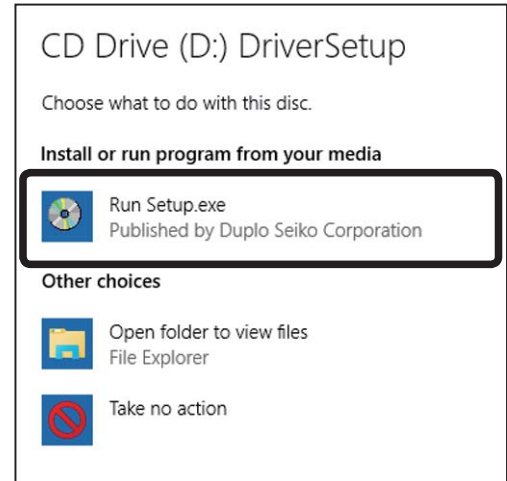 CD Drive (D:) DriverSetup
Choose what to do with this disc.
Install or run program from your media
Run Setup.exe
Published by Duplo Seiko Corporation
Other choices
Open folder to view files
File Explorer
Take no action